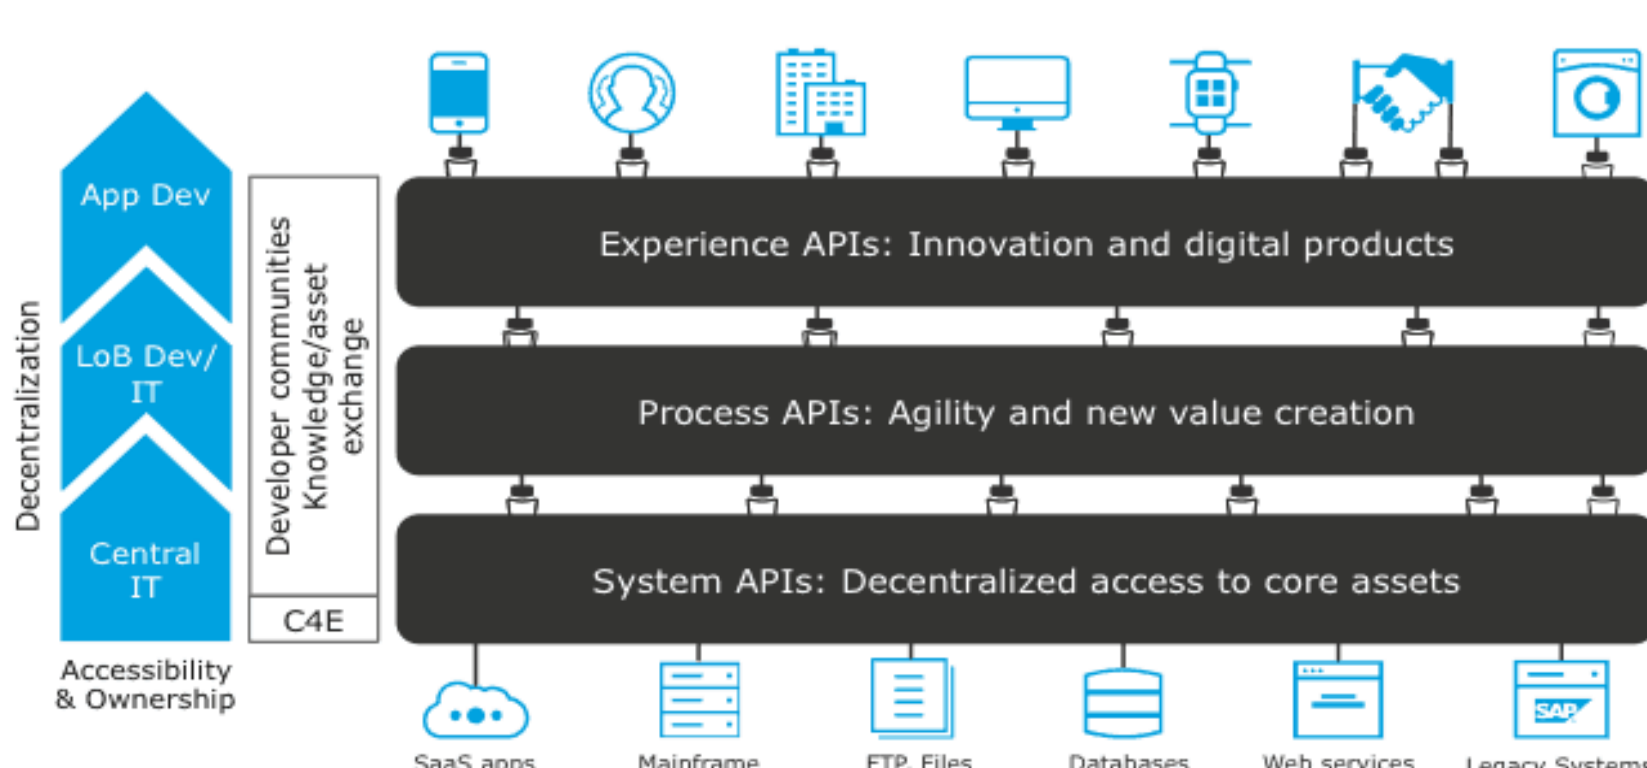 App Dev
LoB Dev/
IT
Central
IT
Decentralization
Accessibility
& Ownership
Developer communities
Knowledge/asset
exchange
C4E
Experience APIs: Innovation and digital products
Process APIs: Agility and new value creation
System APIs: Decentralized access to core assets
SAP
SaaS apps
Mainframe
FTP, Files
Databases
Web services
Legacy Systems